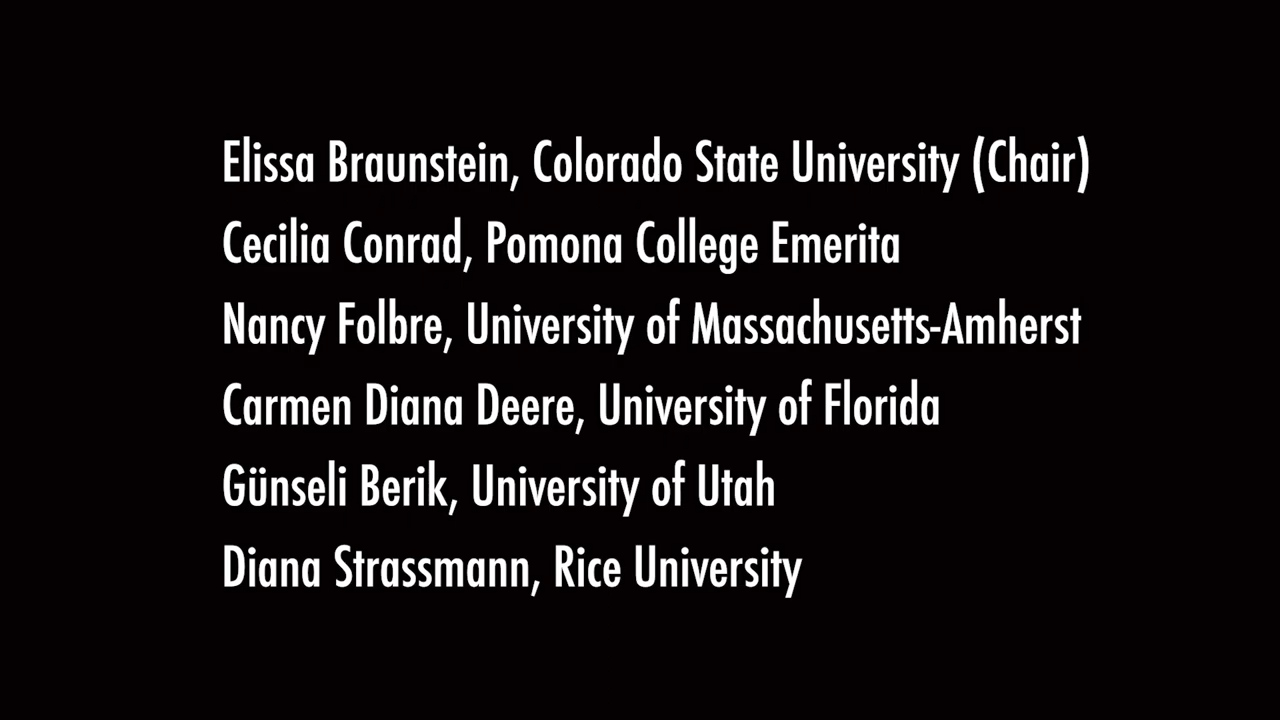 Elissa Braunstein, Colorado State University (Chair)
Cecilia Conrad, Pomona College Emerita
Nancy Folbre, University of Massachusetts-Amherst
Carmen Diana Deere, University of Florida
Günseli Berik, University of Utah
Diana Strassmann, Rice University